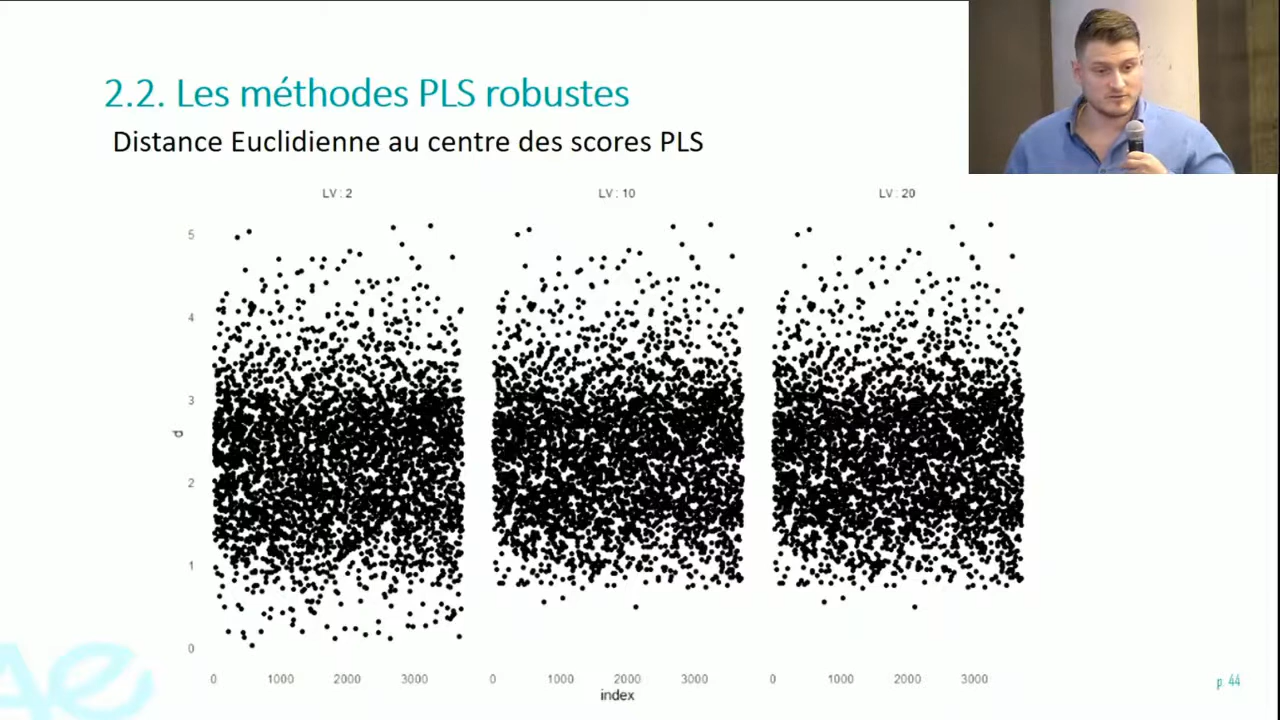 2.2. Les méthodes PLS robustes
Distance Euclidienne au centre des scores PLS
LV : 2
LV : 10
LV : 20
5
4
3
2
1
0
d
0 1000 2000 3000
0 1000 2000 3000
0 1000 2000 3000
index
Ae
p. 44